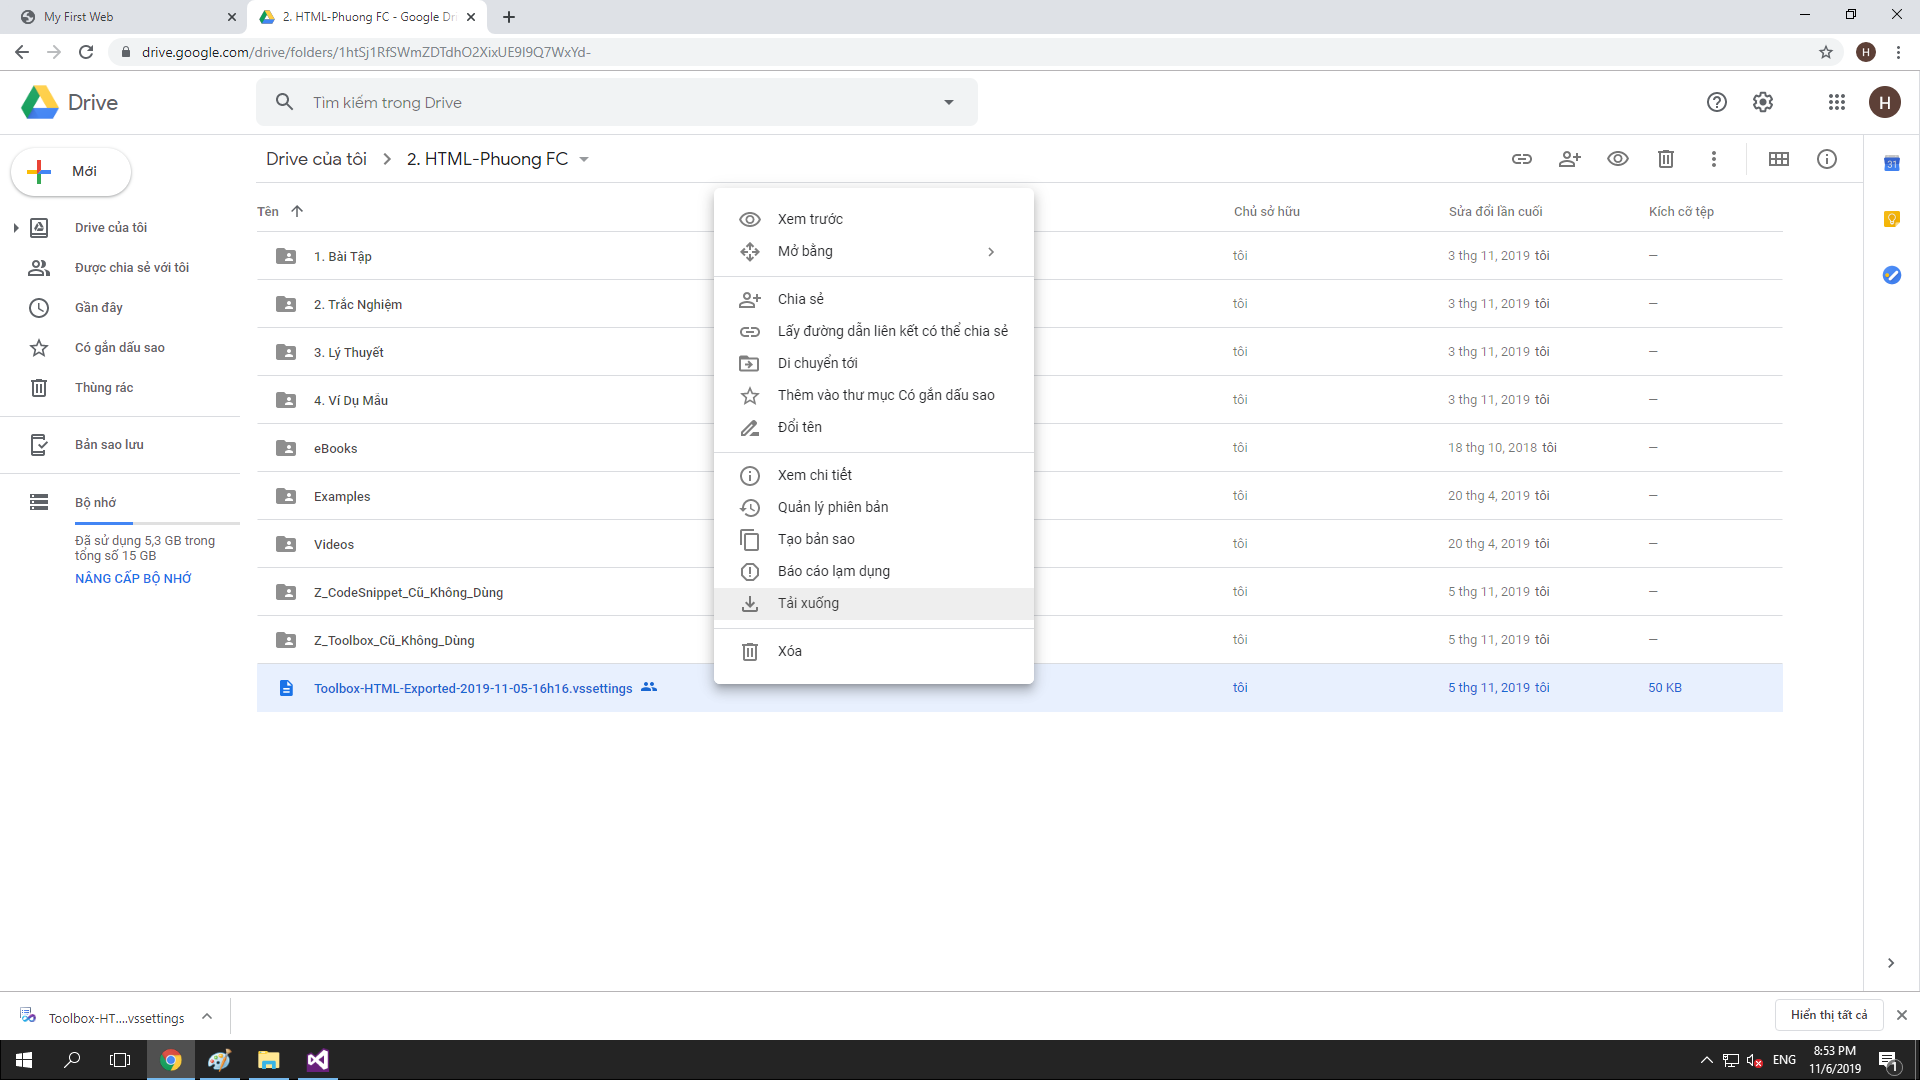 My First Web
2. HTML-Phuong FC - Google Dri
drive.google.com/drive/folders/1htSj1RfSWmZDTdhO2XixUE9I9Q7WxYd-
H
Drive
Tìm kiếm trong Drive
H
Mới
Drive của tôi
Được chia sẻ với tôi
Gần đây
Có gắn dấu sao
Thùng rác
Bản sao lưu
Bộ nhớ
Đã sử dụng 5,3 GB trong
tổng số 15 GB
NÂNG CẤP BỘ NHỚ
Drive của tôi > 2. HTML-Phuong FC
Tên Chủ sở hữu Sửa đổi lần cuối Kích cỡ tệp
1. Bài Tập tôi 3 thg 11, 2019 tôi —
2. Trắc Nghiệm tôi 3 thg 11, 2019 tôi —
3. Lý Thuyết tôi 3 thg 11, 2019 tôi —
4. Ví Dụ Mẫu tôi 3 thg 11, 2019 tôi —
eBooks tôi 18 thg 10, 2018 tôi —
Examples tôi 20 thg 4, 2019 tôi —
Videos tôi 20 thg 4, 2019 tôi —
Z_CodeSnippet_Cũ_Không_Dùng tôi 5 thg 11, 2019 tôi —
Z_Toolbox_Cũ_Không_Dùng tôi 5 thg 11, 2019 tôi —
Toolbox-HTML-Exported-2019-11-05-16h16.vssettings tôi 5 thg 11, 2019 tôi 50 KB
Xem trước
Mở bằng
Chia sẻ
Lấy đường dẫn liên kết có thể chia sẻ
Di chuyển tới
Thêm vào thư mục Có gắn dấu sao
Đổi tên
Xem chi tiết
Quản lý phiên bản
Tạo bản sao
Báo cáo lạm dụng
Tải xuống
Xóa
31
Toolbox-HT....vssettings
Hiển thị tất cả
ENG
8:53 PM
11/6/2019
1